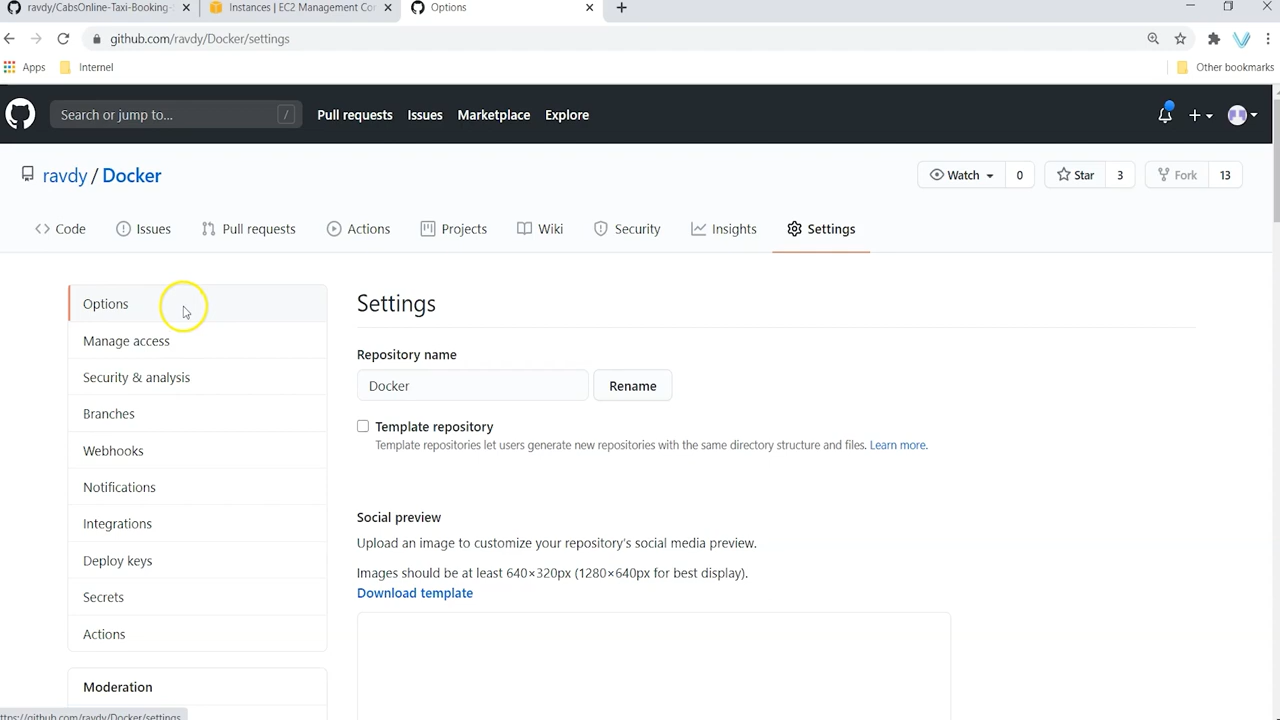 ravdy/CabsOnline-Taxi-Booking-
Instances | EC2 Management Con
Options
github.com/ravdy/Docker/settings
Apps
Internet
Other bookmarks
Search or jump to...
/
Pull requests
Issues
Marketplace
Explore
ravdy / Docker
Watch
0
Star
3
Fork
13
Code
Issues
Pull requests
Actions
Projects
Wiki
Security
Insights
Settings
Options
Manage access
Security & analysis
Branches
Webhooks
Notifications
Integrations
Deploy keys
Secrets
Actions
Moderation
Settings
Repository name
Docker
Rename
Template repository
Template repositories let users generate new repositories with the same directory structure and files. Learn more.
Social preview
Upload an image to customize your repository's social media preview.
Images should be at least 640×320px (1280×640px for best display).
Download template
ttps://github.com/ravdy/Docker/settings